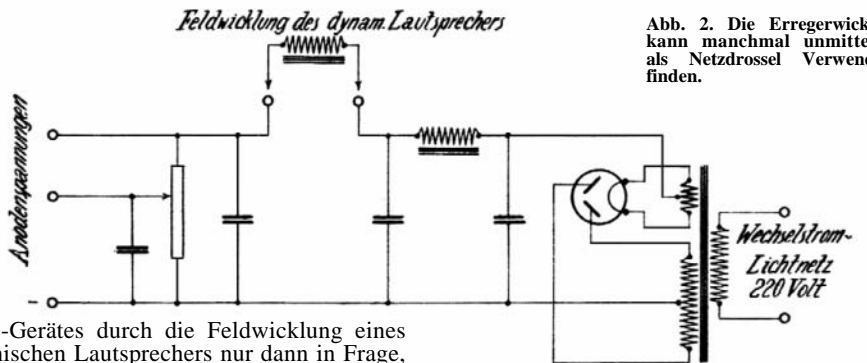 Feldwicklung des dynam. Lautsprechers
Abb. 2. Die Erregerwick
kann manchmal unmitte
als Netzdrossel Verwen
finden.
Anodenspannungen
-
Wechselstrom-
Lichtnetz
220 Volt
-Gerätes durch die Feldwicklung eines
nischen Lautsprechers nur dann in Frage,